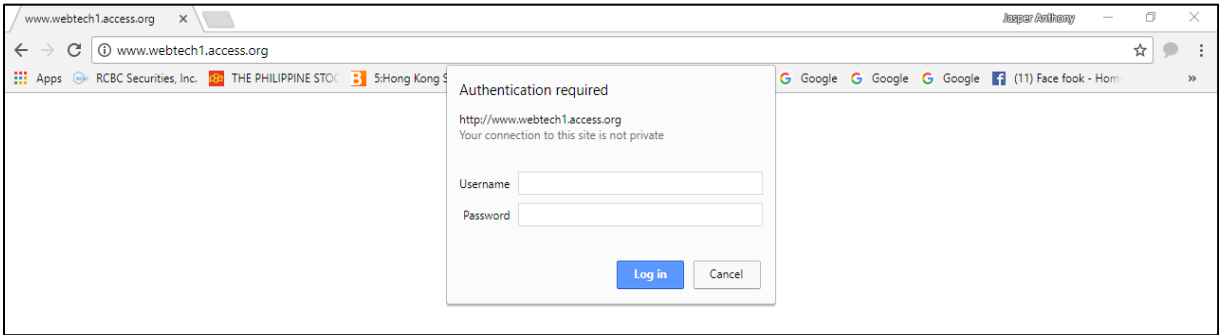 www.webtech1.access.org
Jasper Anthony
www.webtech1.access.org
Apps RCBC Securities, Inc. THE PHILIPPINE STOC 5:Hong Kong S Google Google Google (11) Face fook - Hom
Authentication required
http://www.webtech1.access.org
Your connection to this site is not private
Username
Password
Log in Cancel